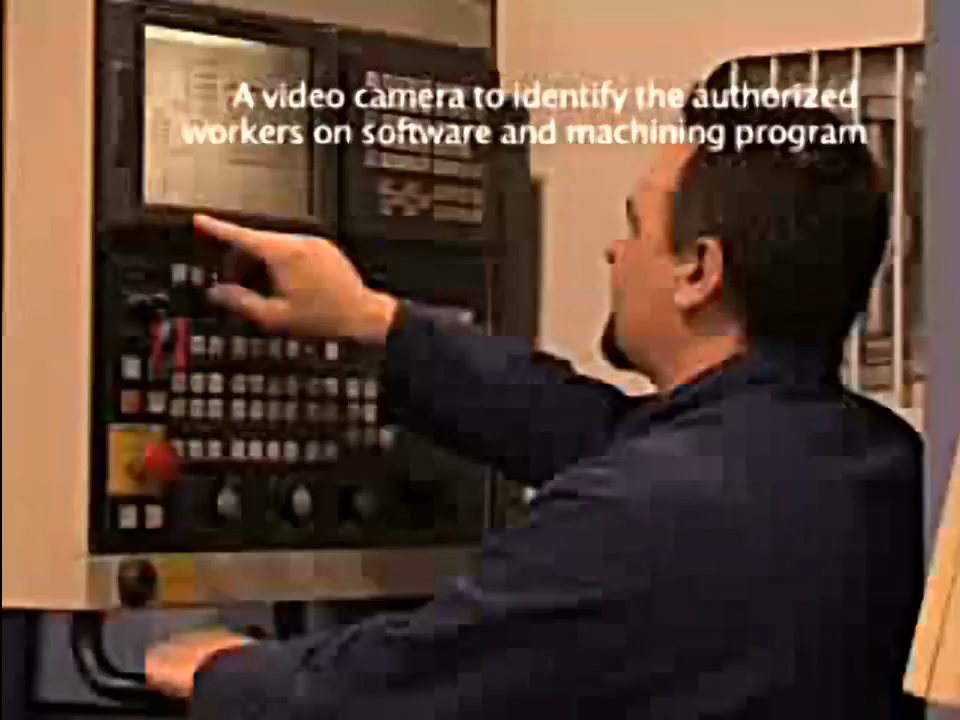 A video camera to identify the authorized
workers on software and machining program